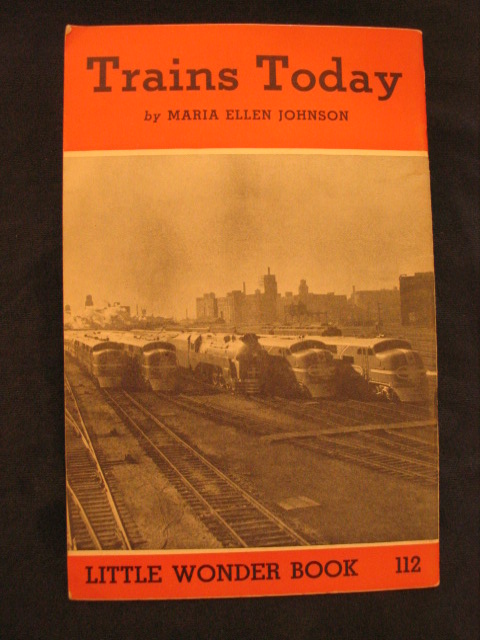 Trains Today
by MARIA ELLEN JOHNSON
LITTLE WONDER BOOK 112